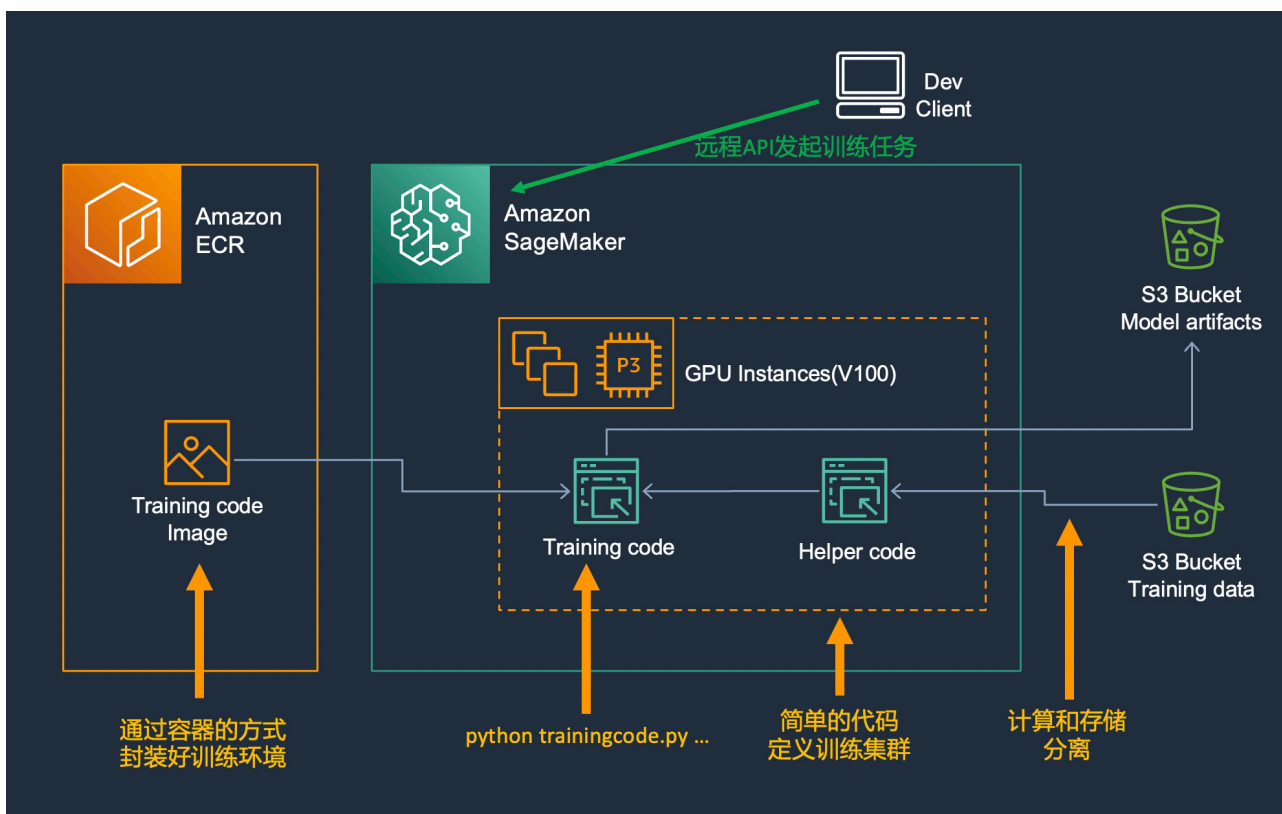 Dev
Client
远程API发起训练任务
Amazon
ECR
Amazon
SageMaker
S3 Bucket
Model artifacts
P3
GPU Instances(V100)
Training code
Image
Training code
Helper code
S3 Bucket
Training data
通过容器的方式
封装好训练环境
python trainingcode.py ...
简单的代码
定义训练集群
计算和存储
分离